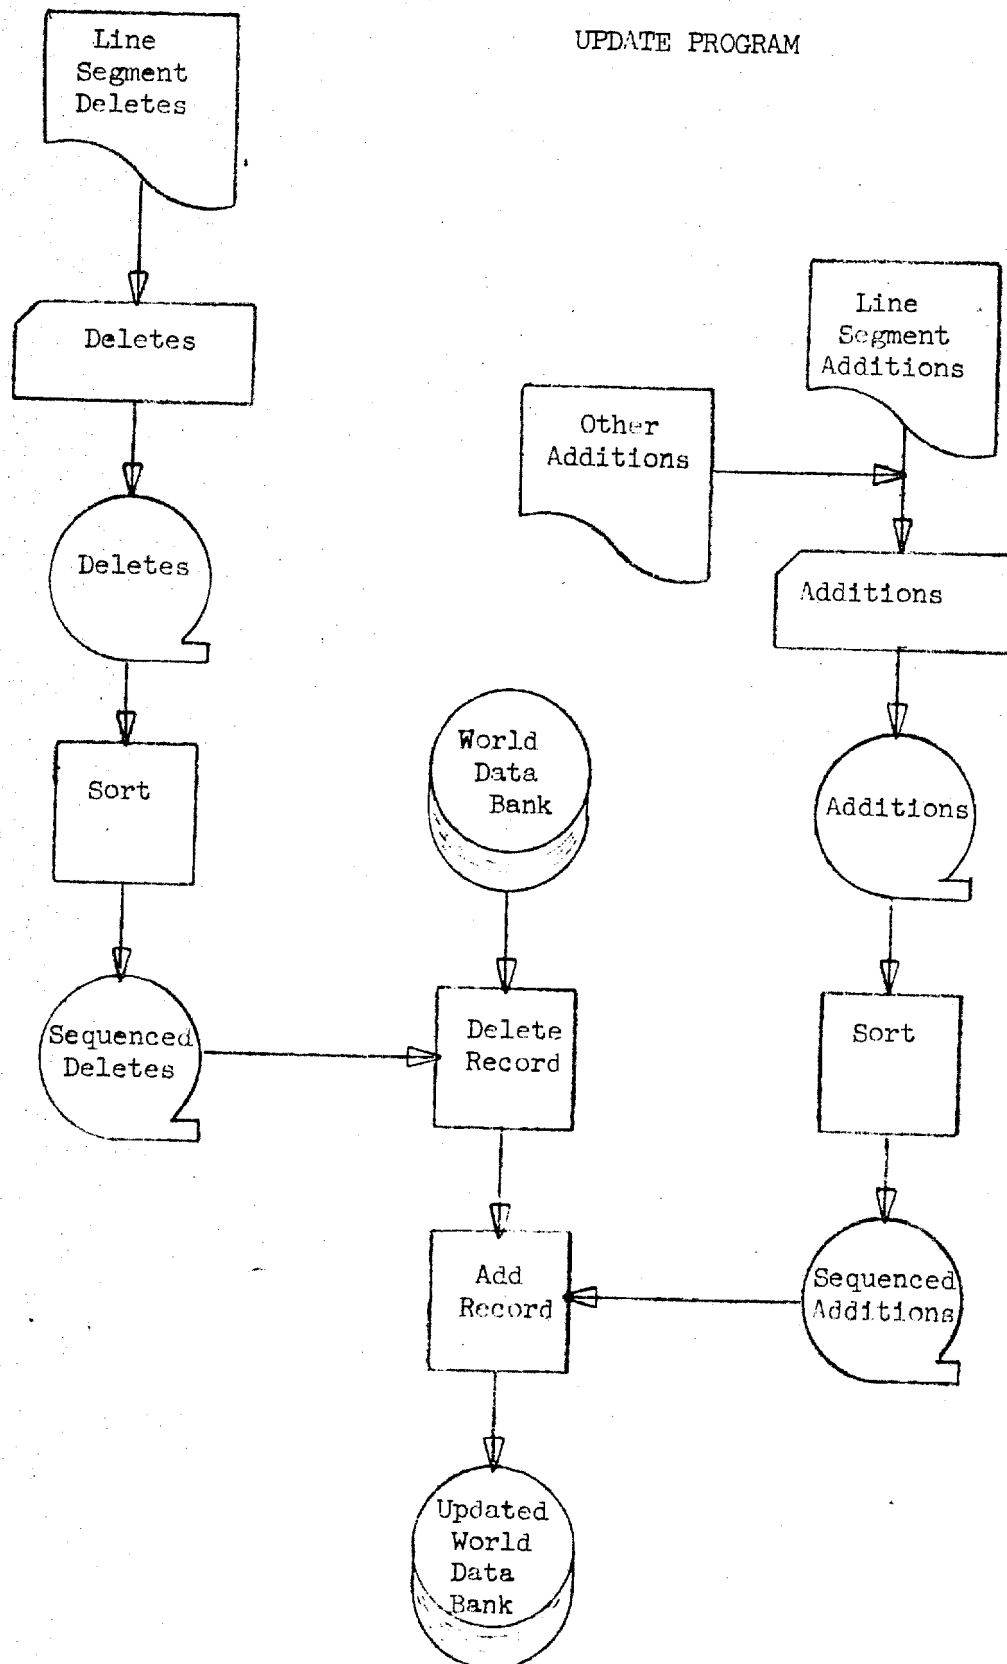 UPDATE PROGRAM
Line
Segment
Deletes
Deletes
Deletes
Sort
Sequenced
Deletes
World
Data
Bank
Delete
Record
Add
Record
Updated
World
Data
Bank
Other
Additions
Line
Segment
Additions
Additions
Additions
Sort
Sequenced
Additions